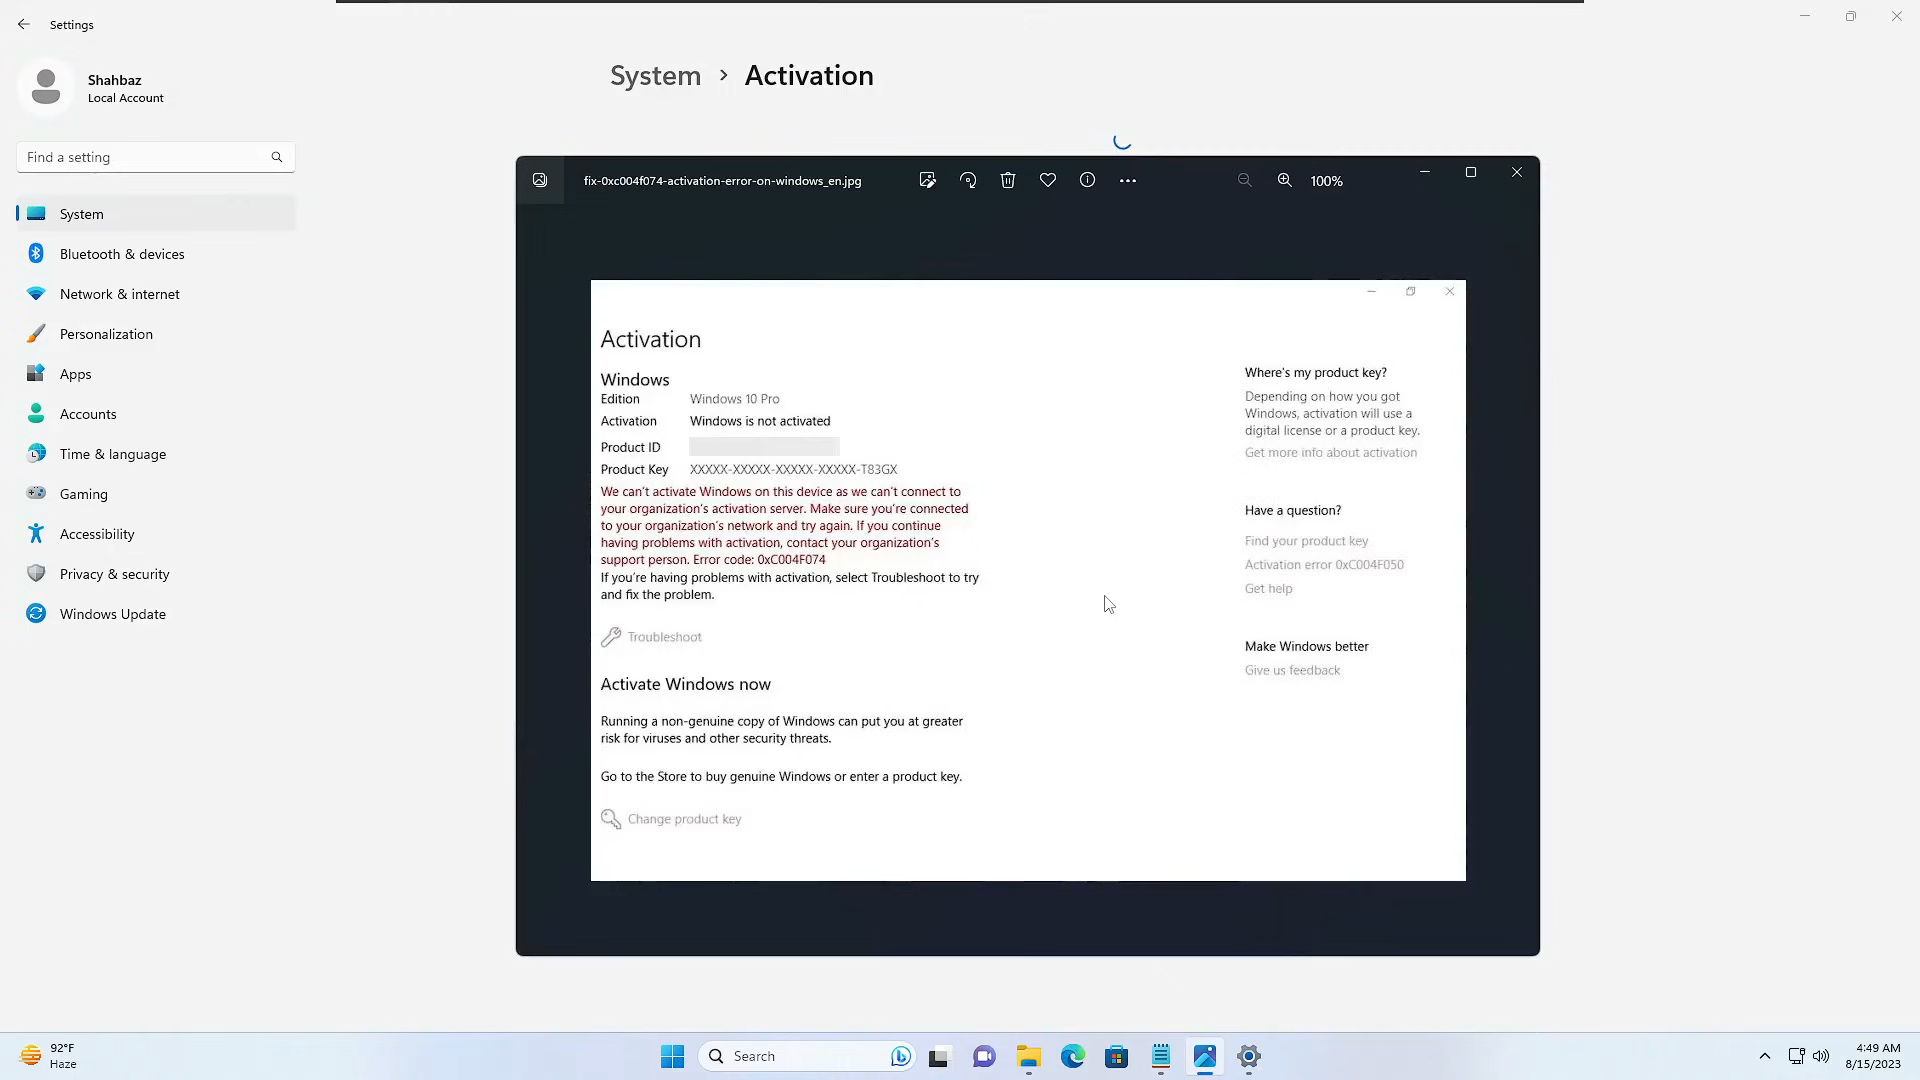 Settings
Shahbaz
Local Account
Find a setting
System
Bluetooth & devices
Network & internet
Personalization
Apps
Accounts
Time & language
Gaming
Accessibility
Privacy & security
Windows Update
System > Activation
fix-0xc004f074-activation-error-on-windows_en.jpg
100%
Activation
Windows
Edition Windows 10 Pro
Activation Windows is not activated
Product ID
Product Key XXXXX-XXXXX-XXXXX-XXXXX-T83GX
We can't activate Windows on this device as we can't connect to
your organization's activation server. Make sure you're connected
to your organization's network and try again. If you continue
having problems with activation, contact your organization's
support person. Error code: 0xC004F074
If you're having problems with activation, select Troubleshoot to try
and fix the problem.
Troubleshoot
Activate Windows now
Running a non-genuine copy of Windows can put you at greater
risk for viruses and other security threats.
Go to the Store to buy genuine Windows or enter a product key.
Change product key
Where's my product key?
Depending on how you got
Windows, activation will use a
digital license or a product key.
Get more info about activation
Have a question?
Find your product key
Activation error 0xC004F050
Get help
Make Windows better
Give us feedback
92°F
Haze
Search
4:49 AM
8/15/2023